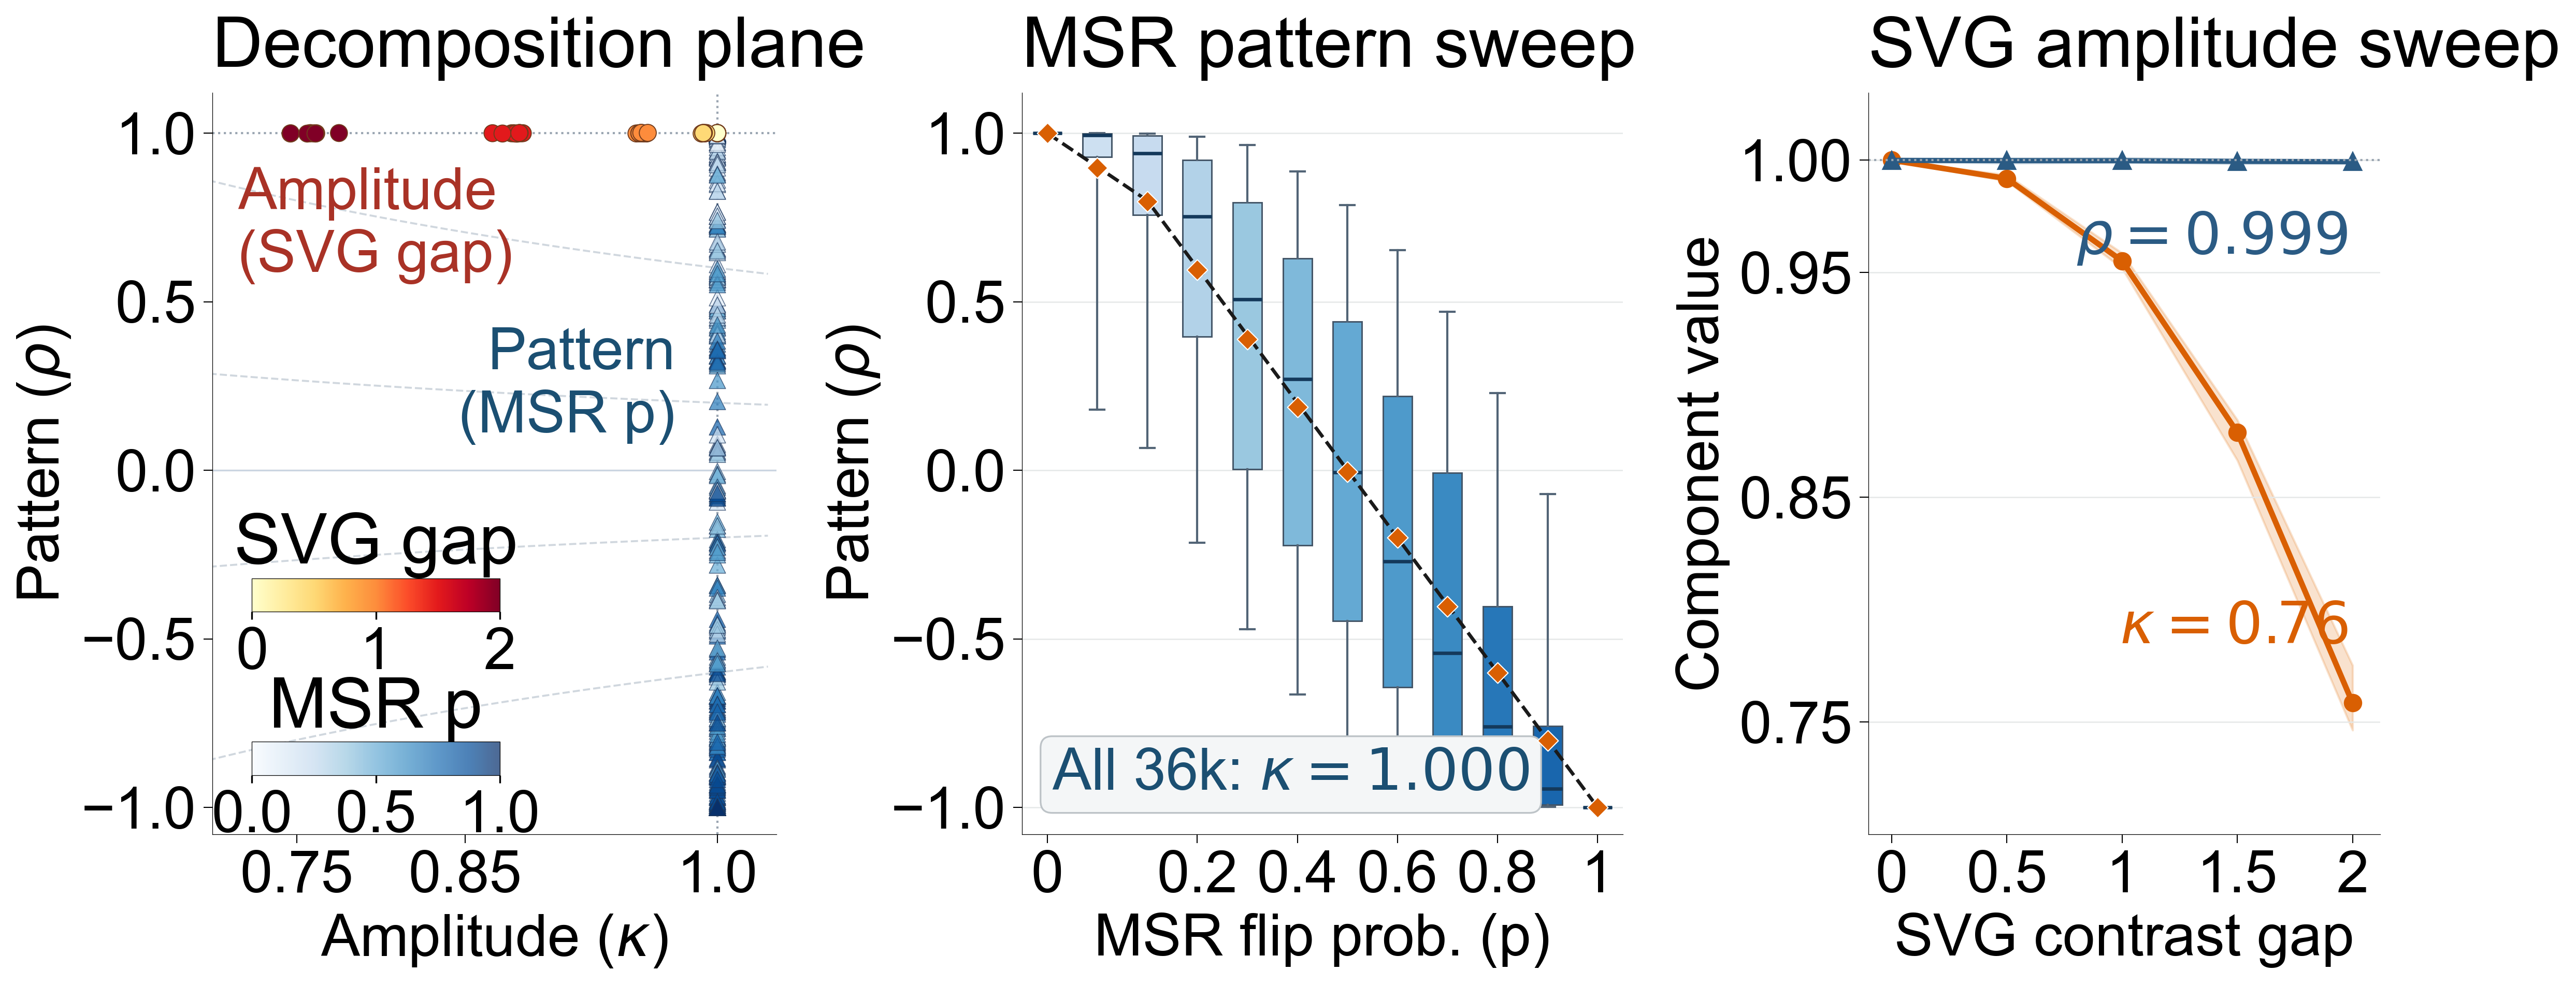 Decomposition plane
1.0
0.5
0.0
−0.5
−1.0
Pattern (ρ)
Amplitude
(SVG gap)
Pattern
(MSR p)
SVG gap
0 1 2
MSR p
0.0 0.5 1.0
0.75 0.85 1.0
Amplitude (κ)
MSR pattern sweep
1.0
0.5
0.0
−0.5
−1.0
Pattern (ρ)
All 36k: κ = 1.000
0 0.2 0.4 0.6 0.8 1
MSR flip prob. (p)
SVG amplitude sweep
1.00
0.95
0.85
0.75
Component value
ρ = 0.999
κ = 0.76
0 0.5 1 1.5 2
SVG contrast gap